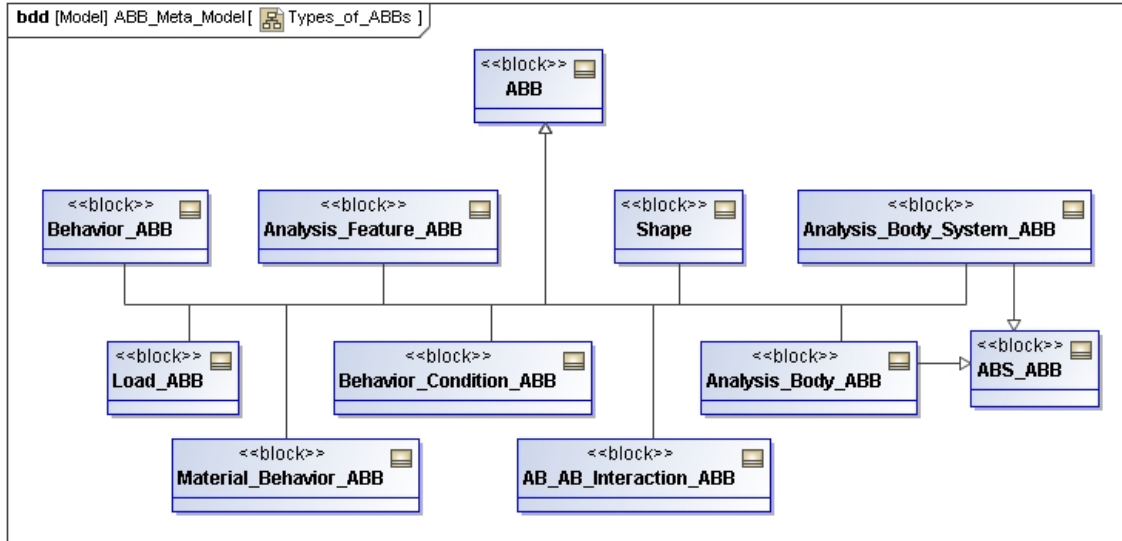 bdd [Model] ABB_Meta_Model[ Types_of_ABBs ]
<<block>>
ABB
<<block>>
Behavior_ABB
<<block>>
Analysis_Feature_ABB
<<block>>
Shape
<<block>>
Analysis_Body_System_ABB
<<block>>
Load_ABB
<<block>>
Behavior_Condition_ABB
<<block>>
Analysis_Body_ABB
<<block>>
ABS_ABB
<<block>>
Material_Behavior_ABB
<<block>>
AB_AB_Interaction_ABB